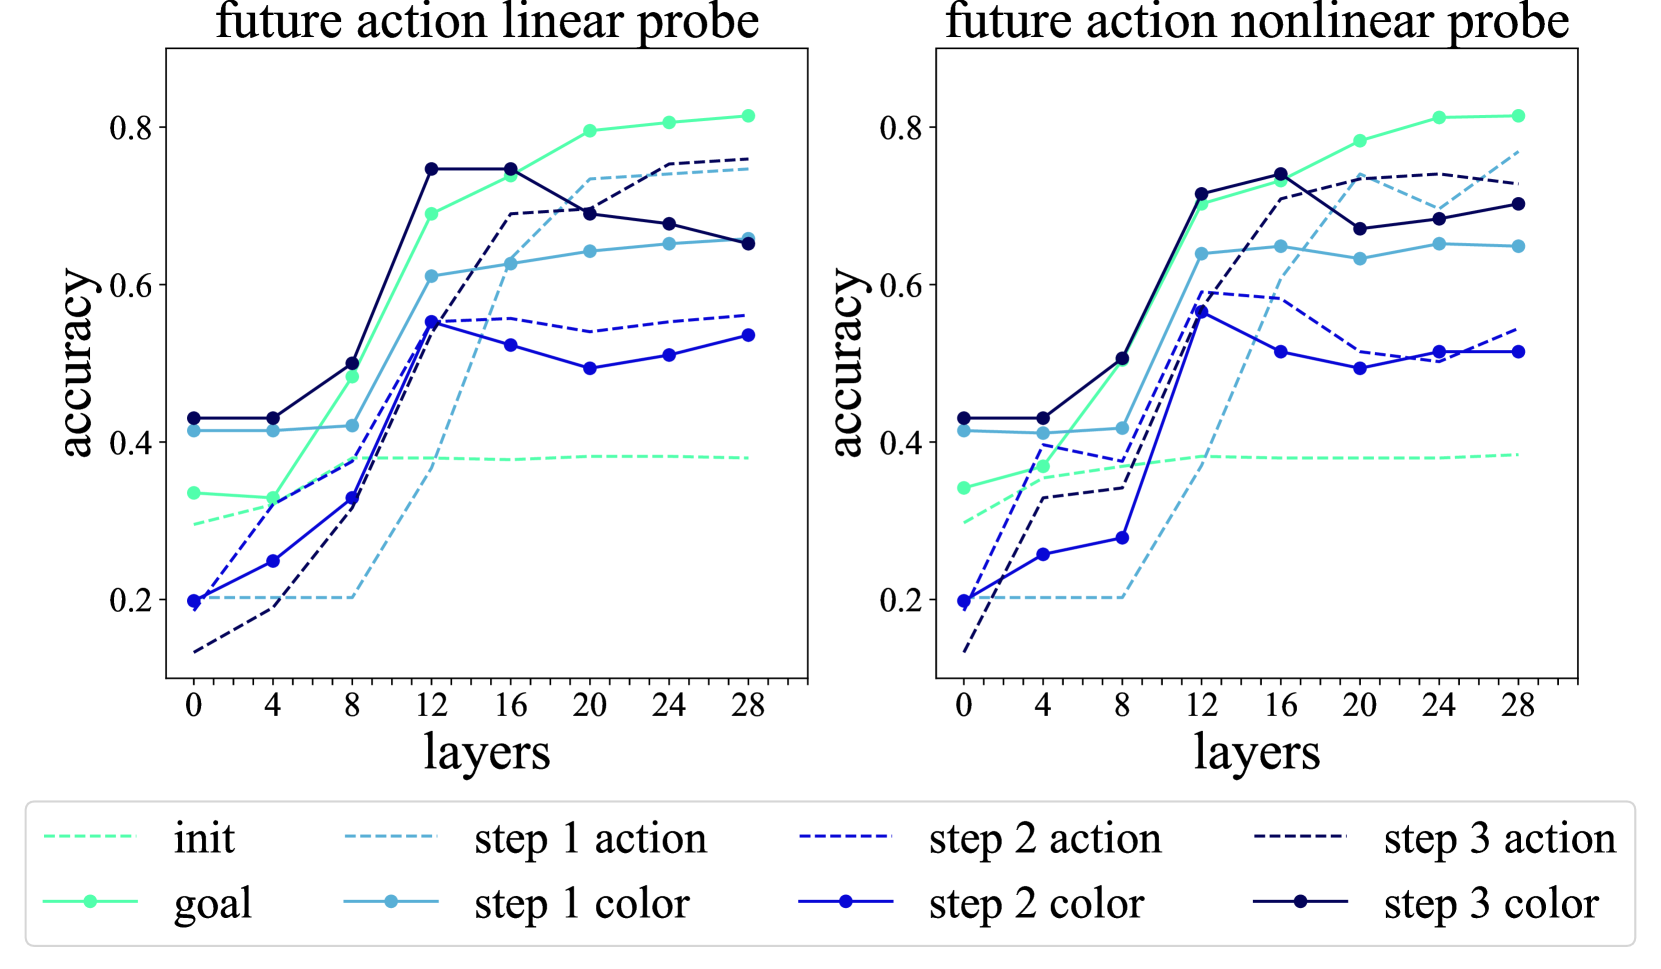 future action linear probe
future action nonlinear probe
accuracy
0.8
0.6
0.4
0.2
0 4 8 12 16 20 24 28
layers
accuracy
0.8
0.6
0.4
0.2
0 4 8 12 16 20 24 28
layers
init
step 1 action
step 2 action
step 3 action
goal
step 1 color
step 2 color
step 3 color